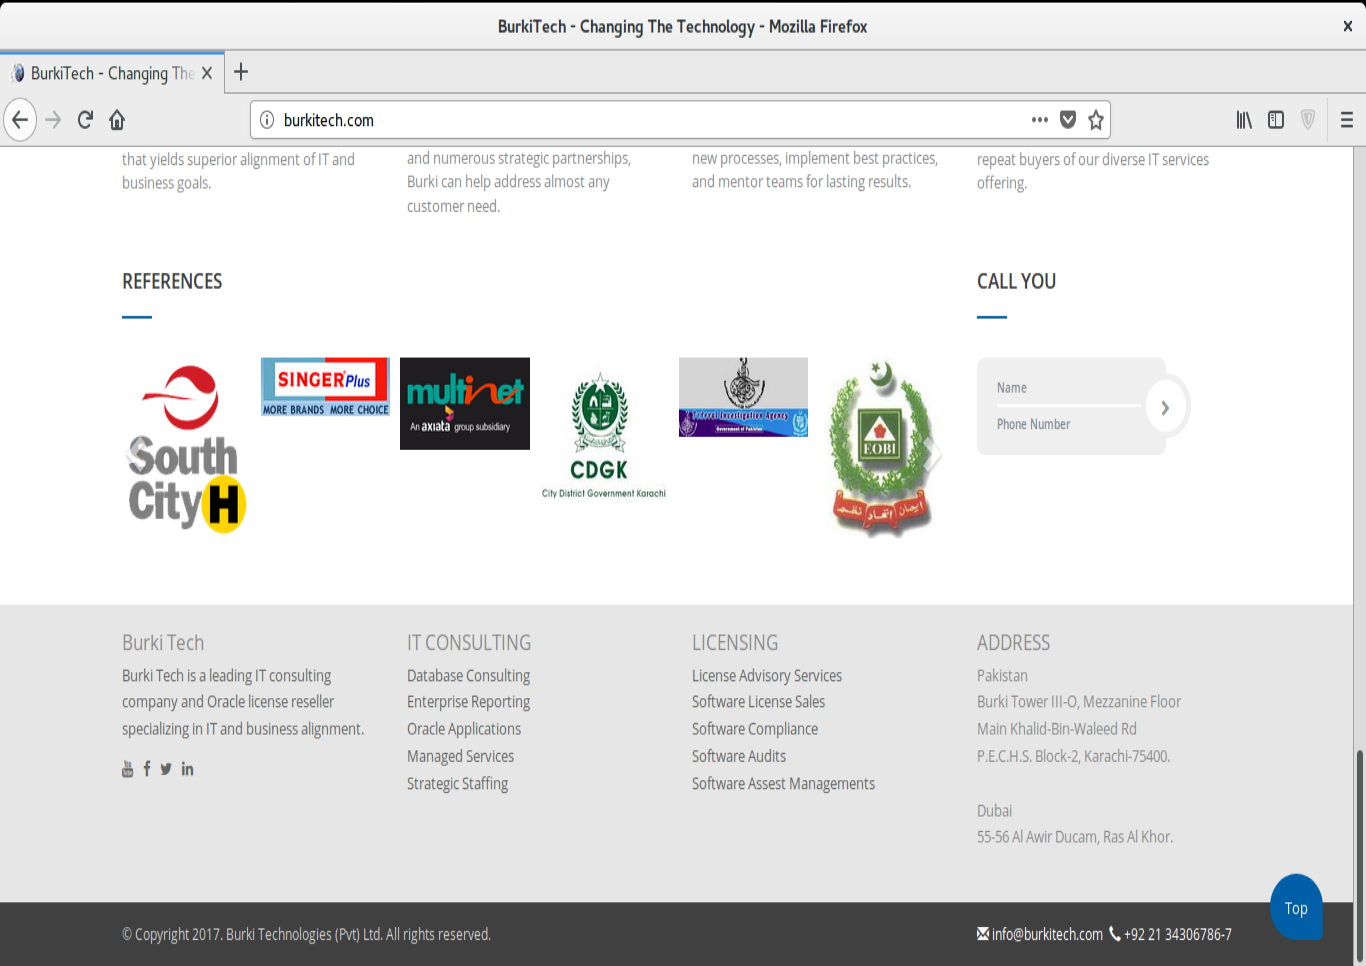 BurkiTech - Changing The Technology - Mozilla Firefox
BurkiTech - Changing The
burkitech.com
that yields superior alignment of IT and
business goals.
and numerous strategic partnerships,
Burki can help address almost any
customer need.
new processes, implement best practices,
and mentor teams for lasting results.
repeat buyers of our diverse IT services
offering.
REFERENCES
South
City H
SINGER Plus
MORE BRANDS MORE CHOICE
multinet
An axiata group subsidiary
CDGK
City District Government Karachi
Federal Investigation Agency
Government of Pakistan
EOBI
ایمان اتحاد نظم
CALL YOU
Name
Phone Number
Burki Tech
Burki Tech is a leading IT consulting
company and Oracle license reseller
specializing in IT and business alignment.
IT CONSULTING
Database Consulting
Enterprise Reporting
Oracle Applications
Managed Services
Strategic Staffing
LICENSING
License Advisory Services
Software License Sales
Software Compliance
Software Audits
Software Assest Managements
ADDRESS
Pakistan
Burki Tower III-O, Mezzanine Floor
Main Khalid-Bin-Waleed Rd
P.E.C.H.S. Block-2, Karachi-75400.
Dubai
55-56 Al Awir Ducam, Ras Al Khor.
Top
© Copyright 2017. Burki Technologies (Pvt) Ltd. All rights reserved.
info@burkitech.com +92 21 34306786-7